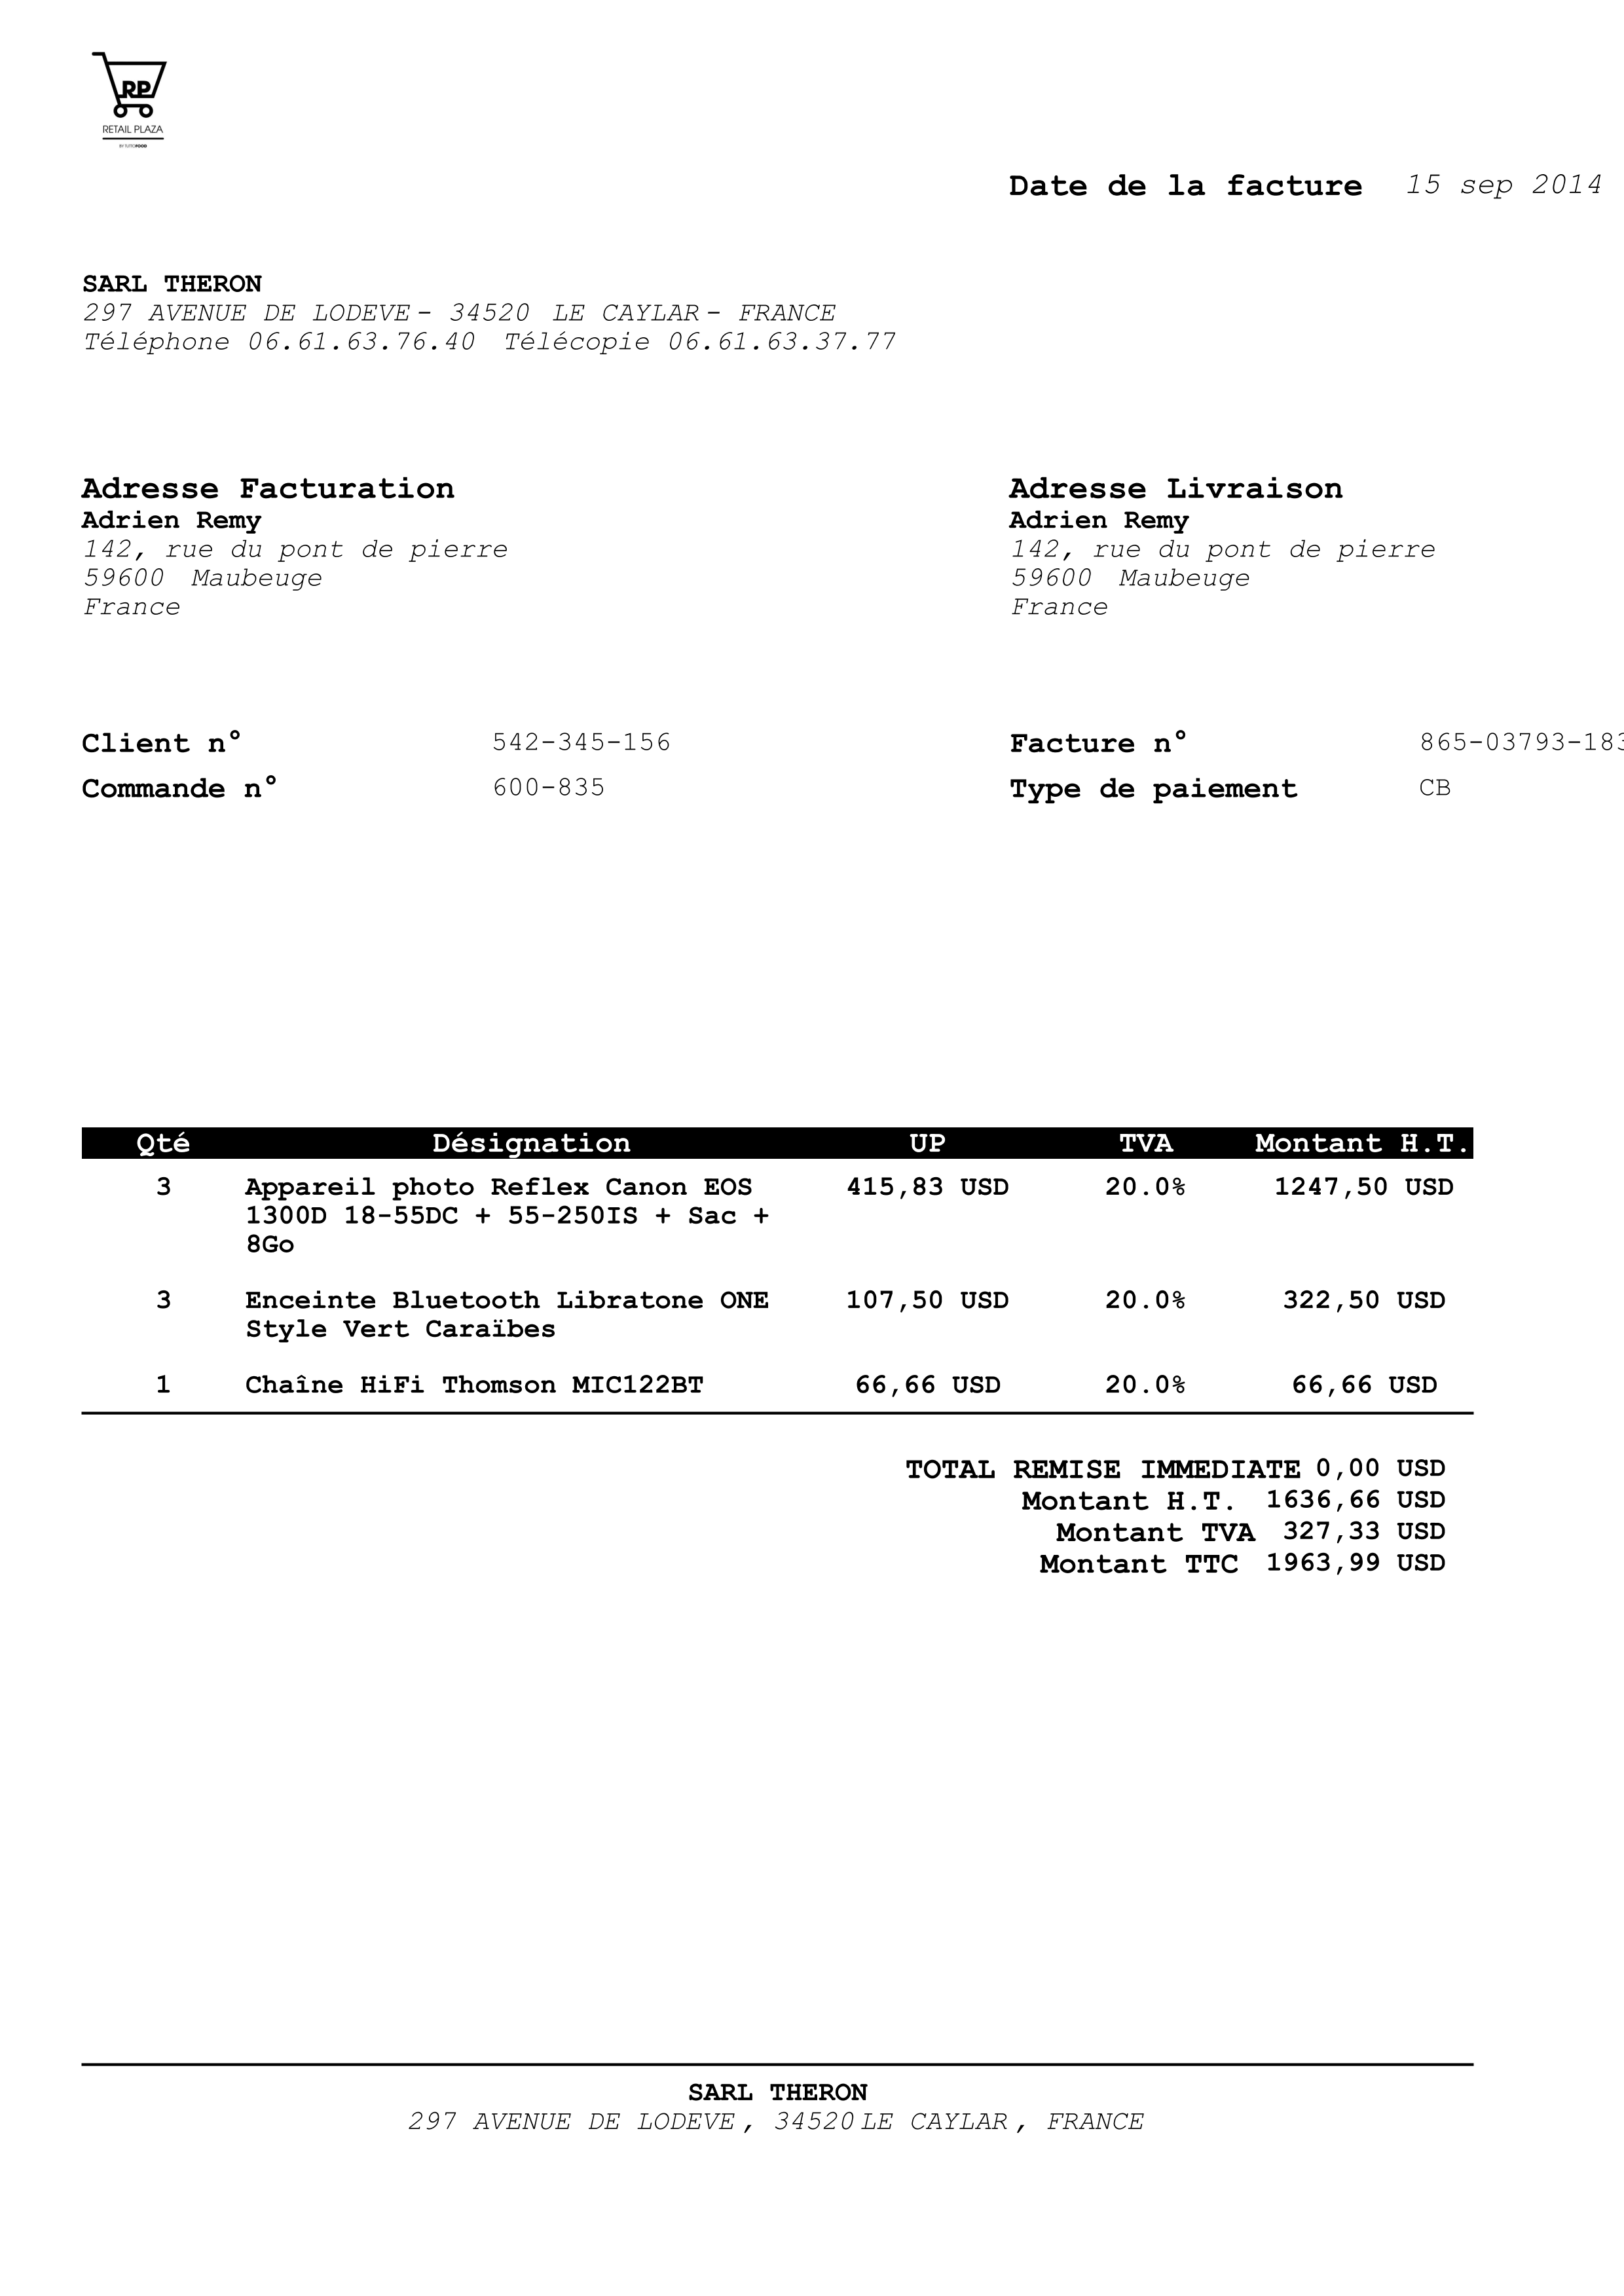 RP
RETAIL PLAZA
BY TUTTOFOOD
Date de la facture 15 sep 2014
SARL THERON
297 AVENUE DE LODEVE - 34520 LE CAYLAR - FRANCE
Téléphone 06.61.63.76.40 Télécopie 06.61.63.37.77
Adresse Facturation
Adrien Remy
142, rue du pont de pierre
59600 Maubeuge
France
Adresse Livraison
Adrien Remy
142, rue du pont de pierre
59600 Maubeuge
France
Client n° 542-345-156
Commande n° 600-835
Facture n° 865-03793-183
Type de paiement CB
Qté Désignation UP TVA Montant H.T.
3 Appareil photo Reflex Canon EOS 415,83 USD 20.0% 1247,50 USD
1300D 18-55DC + 55-250IS + Sac +
8Go
3 Enceinte Bluetooth Libratone ONE 107,50 USD 20.0% 322,50 USD
Style Vert Caraïbes
1 Chaîne HiFi Thomson MIC122BT 66,66 USD 20.0% 66,66 USD
TOTAL REMISE IMMEDIATE 0,00 USD
Montant H.T. 1636,66 USD
Montant TVA 327,33 USD
Montant TTC 1963,99 USD
SARL THERON
297 AVENUE DE LODEVE , 34520 LE CAYLAR , FRANCE